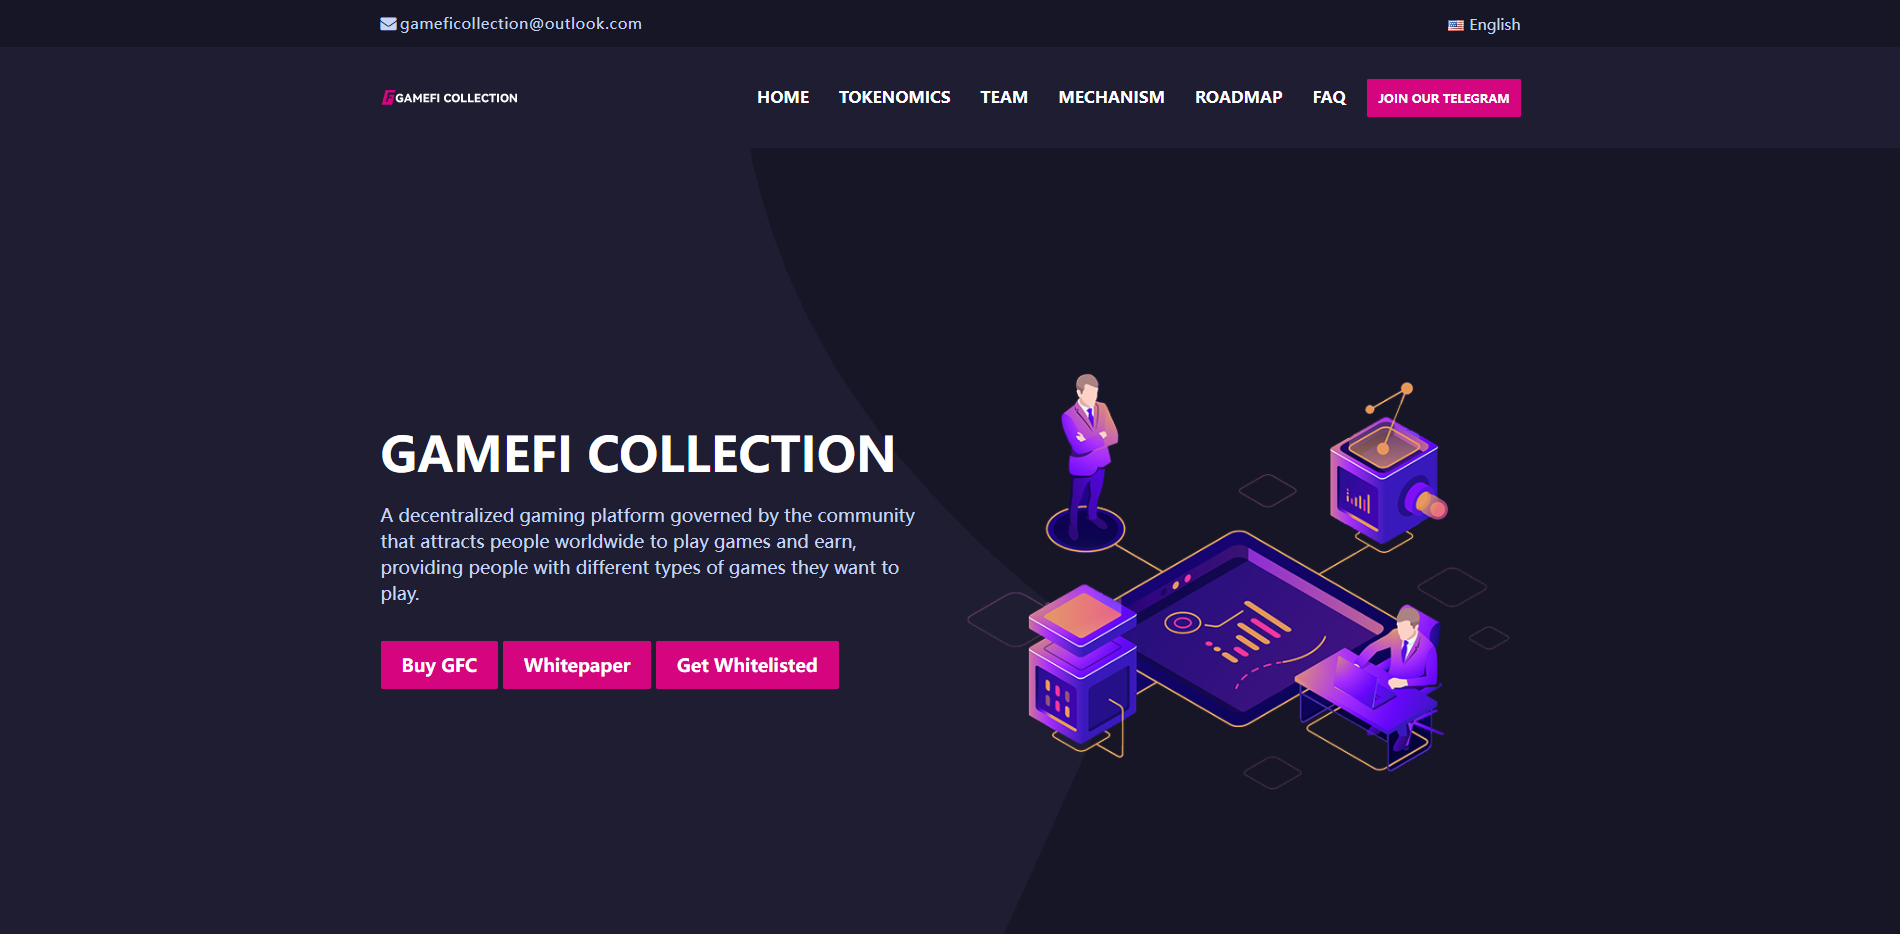 gameficollection@outlook.com
English
GAMEFI COLLECTION
HOME TOKENOMICS TEAM MECHANISM ROADMAP FAQ JOIN OUR TELEGRAM
GAMEFI COLLECTION
A decentralized gaming platform governed by the community
that attracts people worldwide to play games and earn,
providing people with different types of games they want to
play.
Buy GFC Whitepaper Get Whitelisted